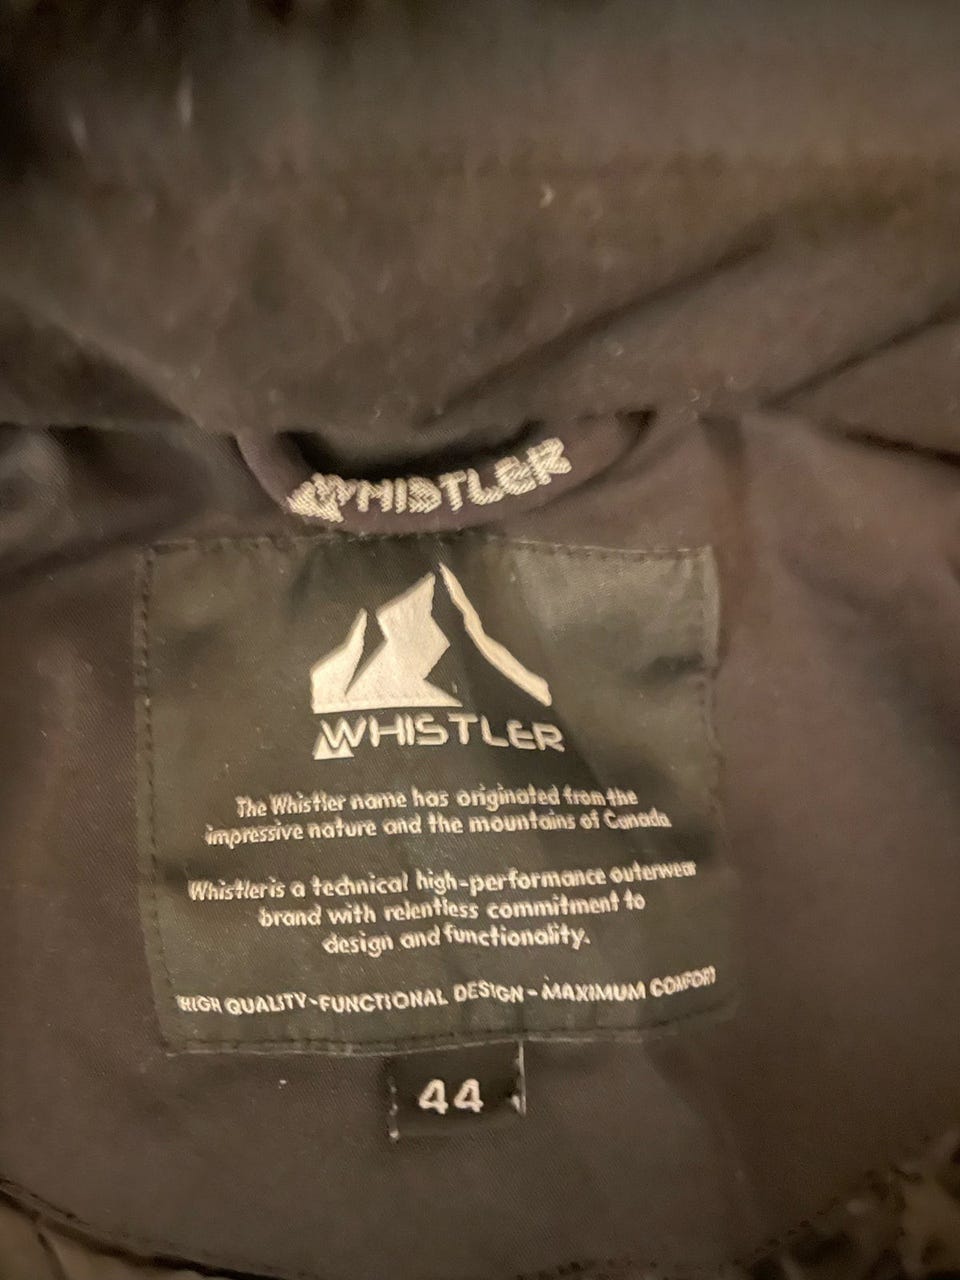 WHISTLER
WHISTLER
The Whistler name has originated from the
impressive nature and the mountains of Canada
Whistler is a technical high-performance outerwear
brand with relentless commitment to
design and functionality.
HIGH QUALITY-FUNCTIONAL DESIGN - MAXIMUM COMFORT
44